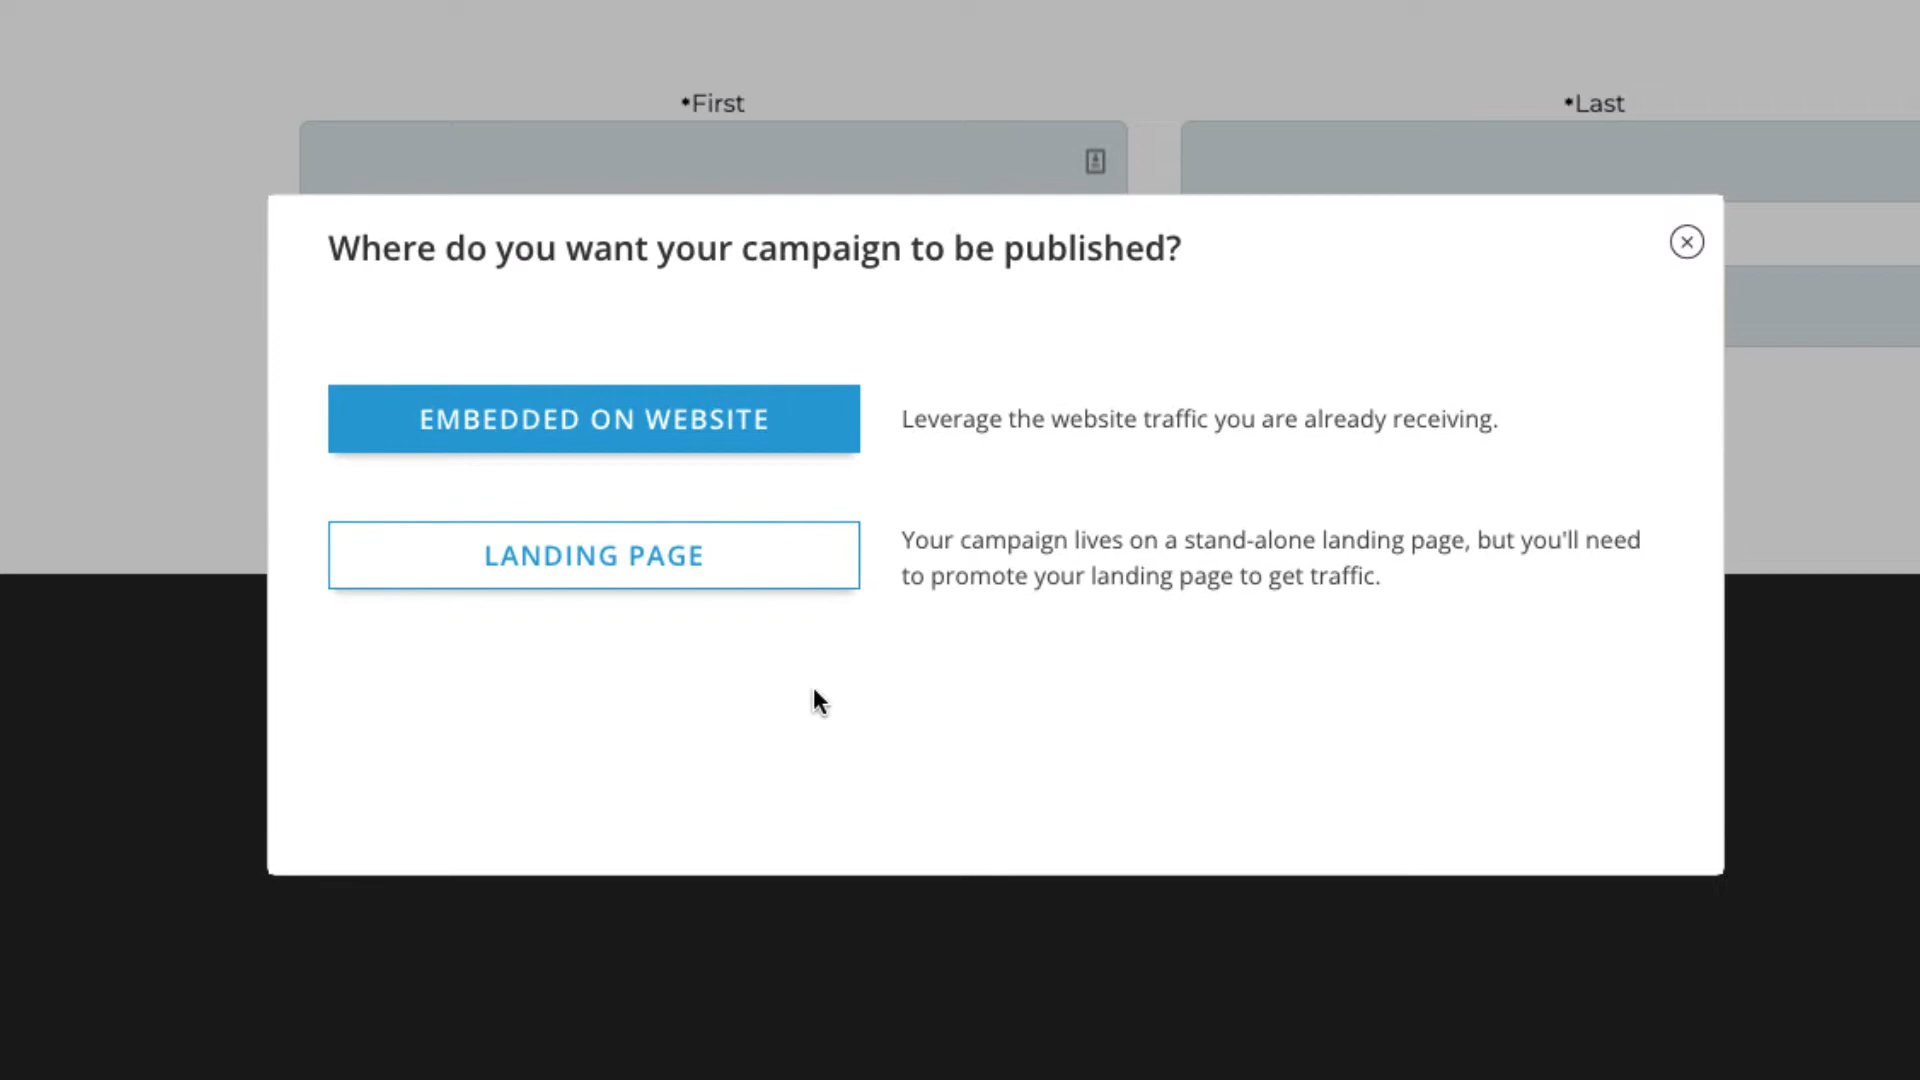 •First
•Last
Where do you want your campaign to be published?
EMBEDDED ON WEBSITE
Leverage the website traffic you are already receiving.
LANDING PAGE
Your campaign lives on a stand-alone landing page, but you'll need
to promote your landing page to get traffic.